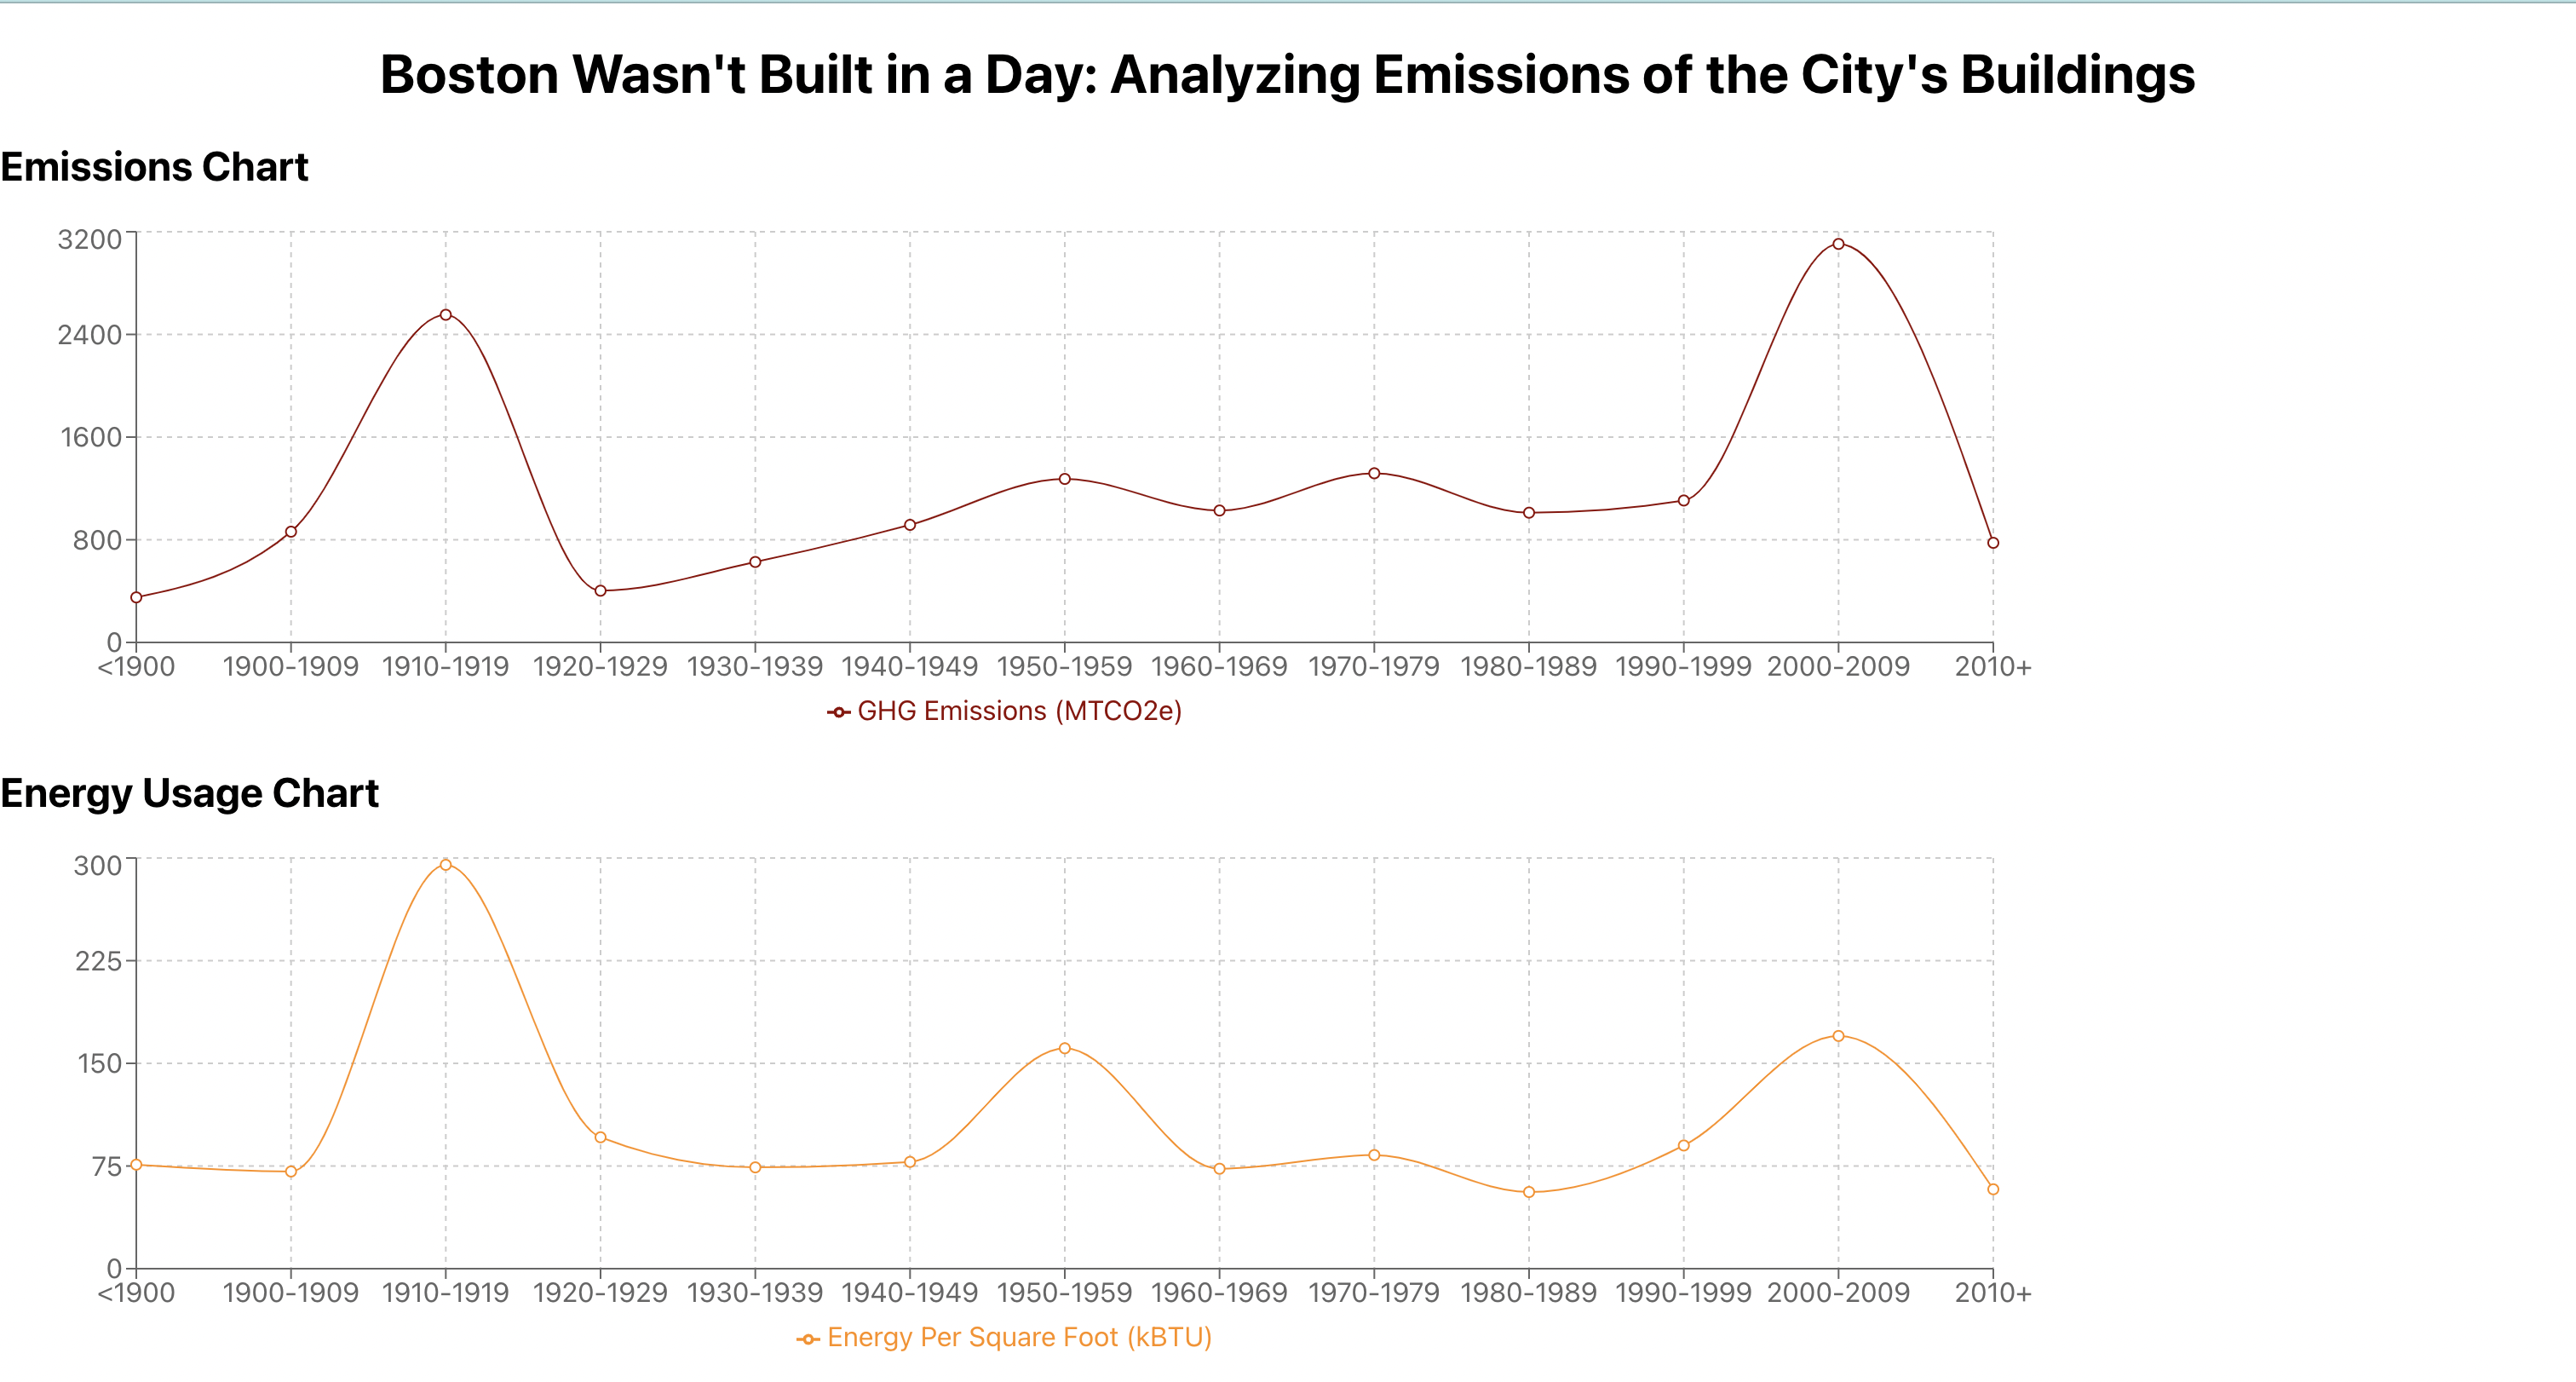 Boston Wasn't Built in a Day: Analyzing Emissions of the City's Buildings
Emissions Chart
3200
2400
1600
800
0
<1900 1900-1909 1910-1919 1920-1929 1930-1939 1940-1949 1950-1959 1960-1969 1970-1979 1980-1989 1990-1999 2000-2009 2010+
GHG Emissions (MTCO2e)
Energy Usage Chart
300
225
150
75
0
<1900 1900-1909 1910-1919 1920-1929 1930-1939 1940-1949 1950-1959 1960-1969 1970-1979 1980-1989 1990-1999 2000-2009 2010+
Energy Per Square Foot (kBTU)